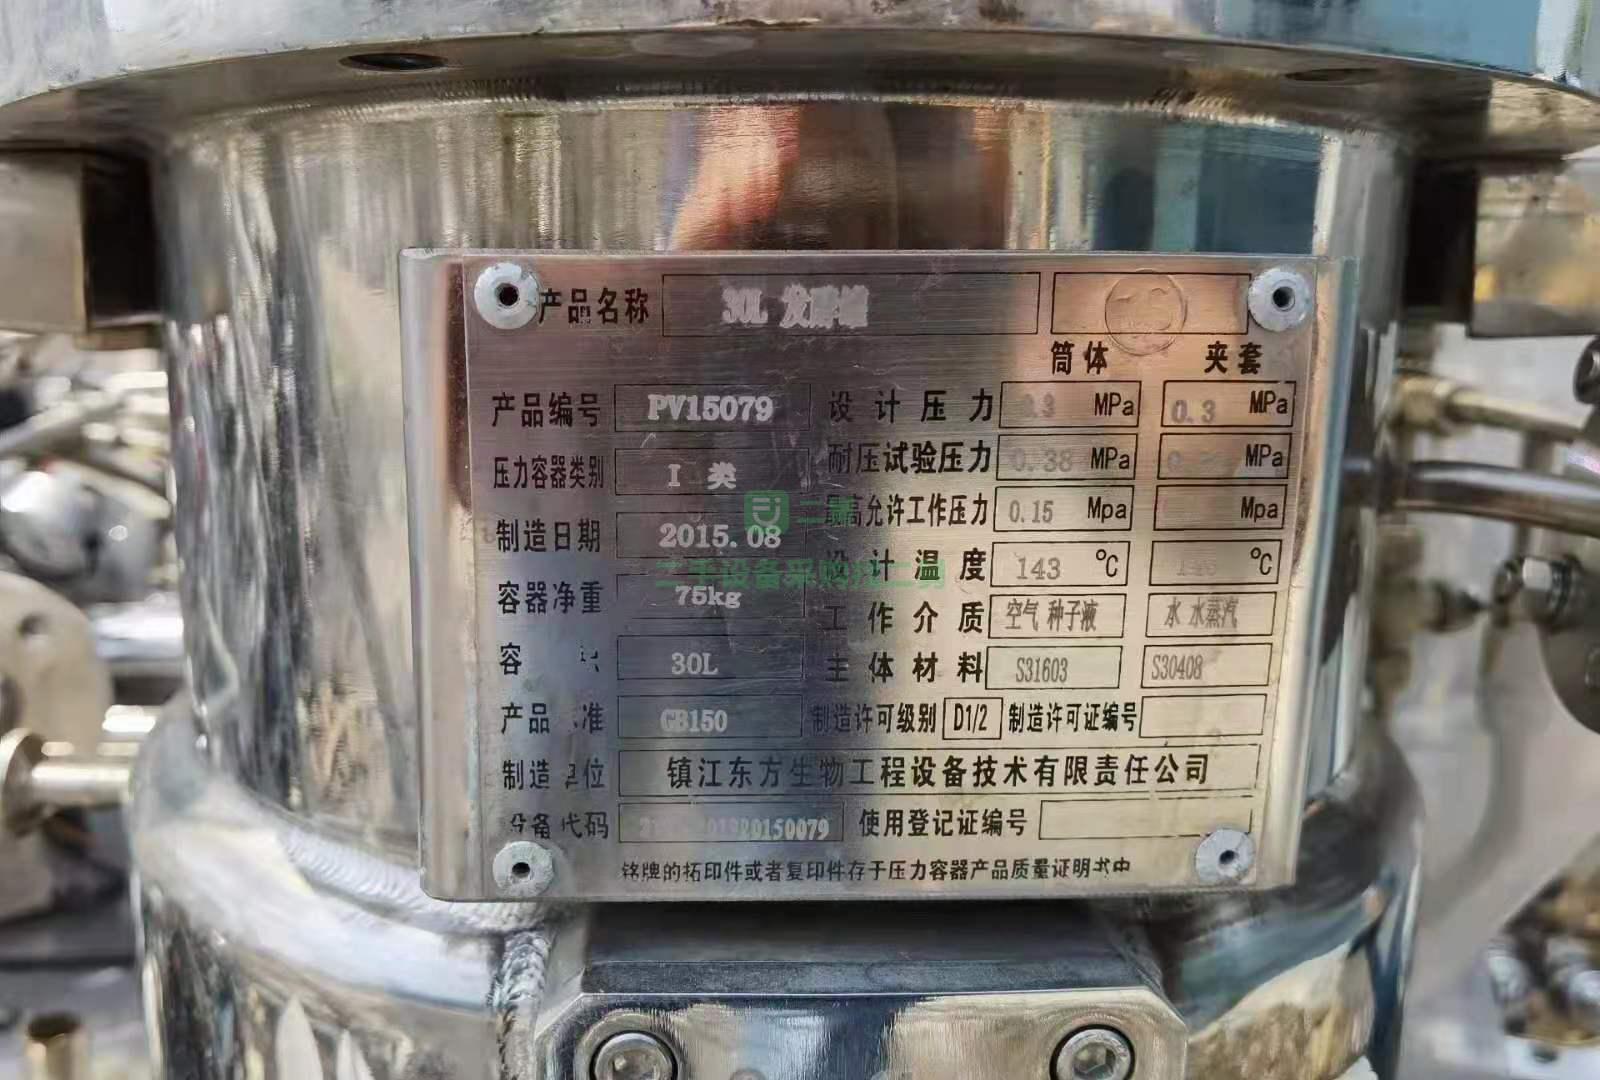 产品名称 30L 发酵罐
筒体 夹套
产品编号 PV15079 设计压力 0.3 MPa 0.3 MPa
压力容器类别 I 类 耐压试验压力 0.38 MPa MPa
制造日期 2015.08 最高允许工作压力 0.15 Mpa Mpa
容器净重 75kg 设计温度 143 ℃ ℃
工作介质 空气 种子液 水 水蒸汽
容 30L 主体材料 S31603 S30408
产品 准 GB150 制造许可级别 D1/2 制造许可证编号
制造单位 镇江东方生物工程设备技术有限责任公司
设备代码 使用登记证编号
铭牌的拓印件或者复印件存于压力容器产品质量证明书中
二手设备采购找二具